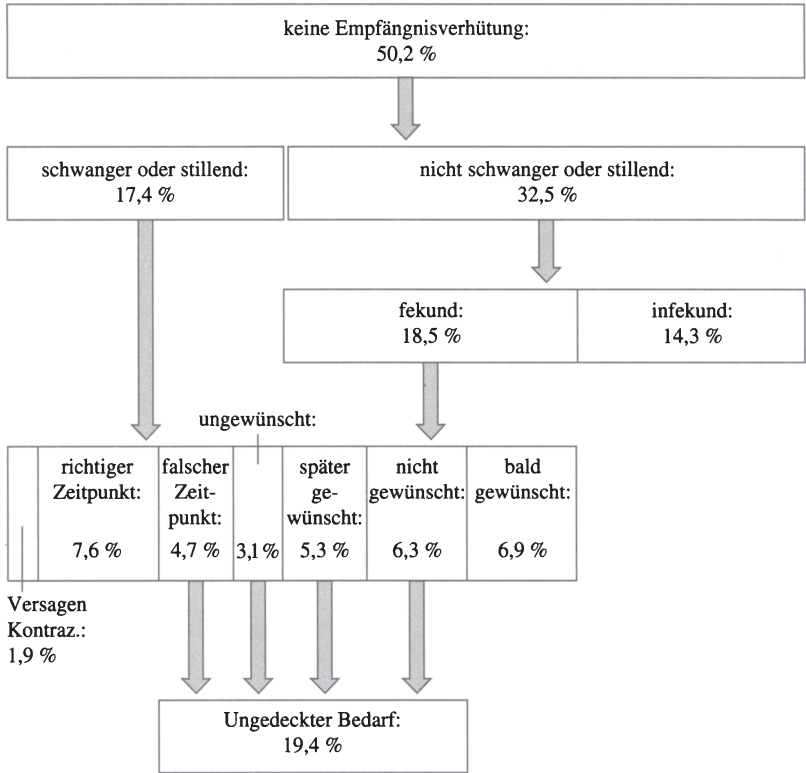 keine Empfängnisverhütung:
50,2 %
schwanger oder stillend:
17,4 %
nicht schwanger oder stillend:
32,5 %
fekund:
18,5 %
infekund:
14,3 %
ungewünscht:
richtiger
Zeitpunkt:
7,6 %
falscher
Zeit-
punkt:
4,7 %
3,1 %
später
ge-
wünscht:
5,3 %
nicht
gewünscht:
6,3 %
bald
gewünscht:
6,9 %
Versagen
Kontraz.:
1,9 %
Ungedeckter Bedarf:
19,4 %